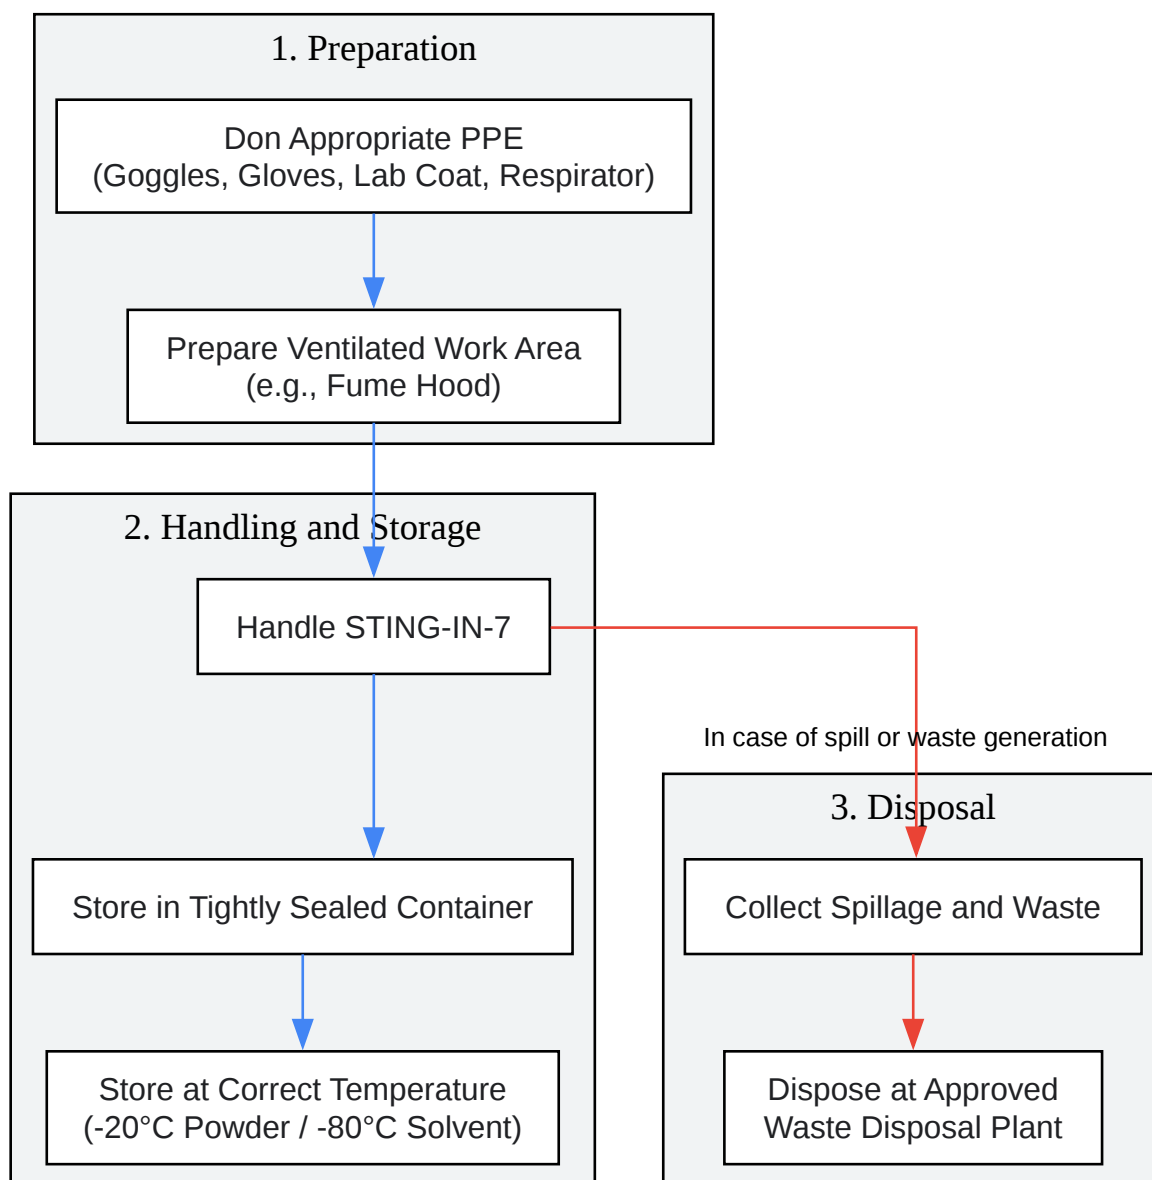 1. Preparation
Don Appropriate PPE
(Goggles, Gloves, Lab Coat, Respirator)
Prepare Ventilated Work Area
(e.g., Fume Hood)
2. Handling and Storage
Handle STING-IN-7
Store in Tightly Sealed Container
Store at Correct Temperature
(-20°C Powder / -80°C Solvent)
In case of spill or waste generation
3. Disposal
Collect Spillage and Waste
Dispose at Approved
Waste Disposal Plant